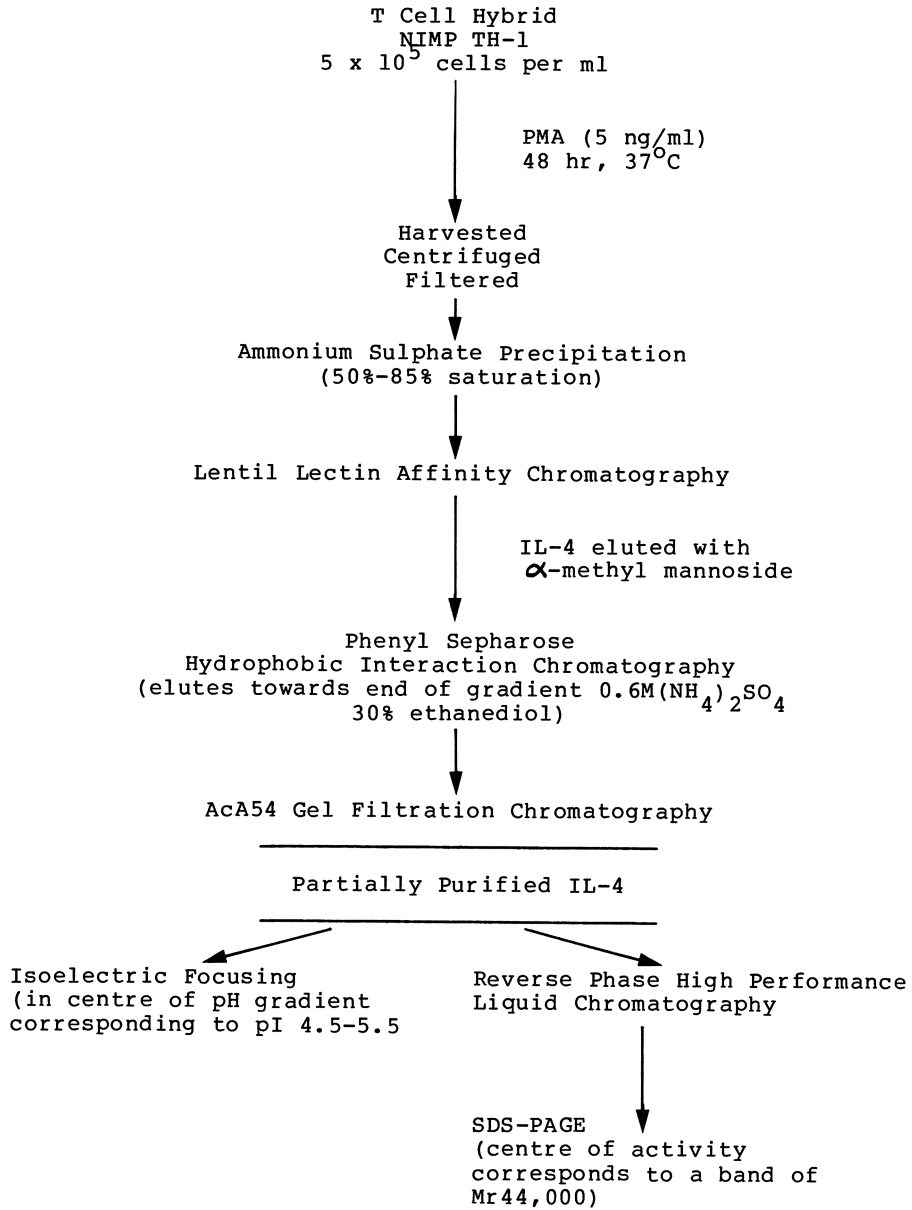 T Cell Hybrid
NIMP TH-1
5 x 10⁵ cells per ml
PMA (5 ng/ml)
48 hr, 37°C
Harvested
Centrifuged
Filtered
Ammonium Sulphate Precipitation
(50%-85% saturation)
Lentil Lectin Affinity Chromatography
IL-4 eluted with
α-methyl mannoside
Phenyl Sepharose
Hydrophobic Interaction Chromatography
(elutes towards end of gradient 0.6M(NH₄)₂SO₄
30% ethanediol)
AcA54 Gel Filtration Chromatography
Partially Purified IL-4
Isoelectric Focusing
(in centre of pH gradient
corresponding to pI 4.5-5.5
Reverse Phase High Performance
Liquid Chromatography
SDS-PAGE
(centre of activity
corresponds to a band of
Mr44,000)